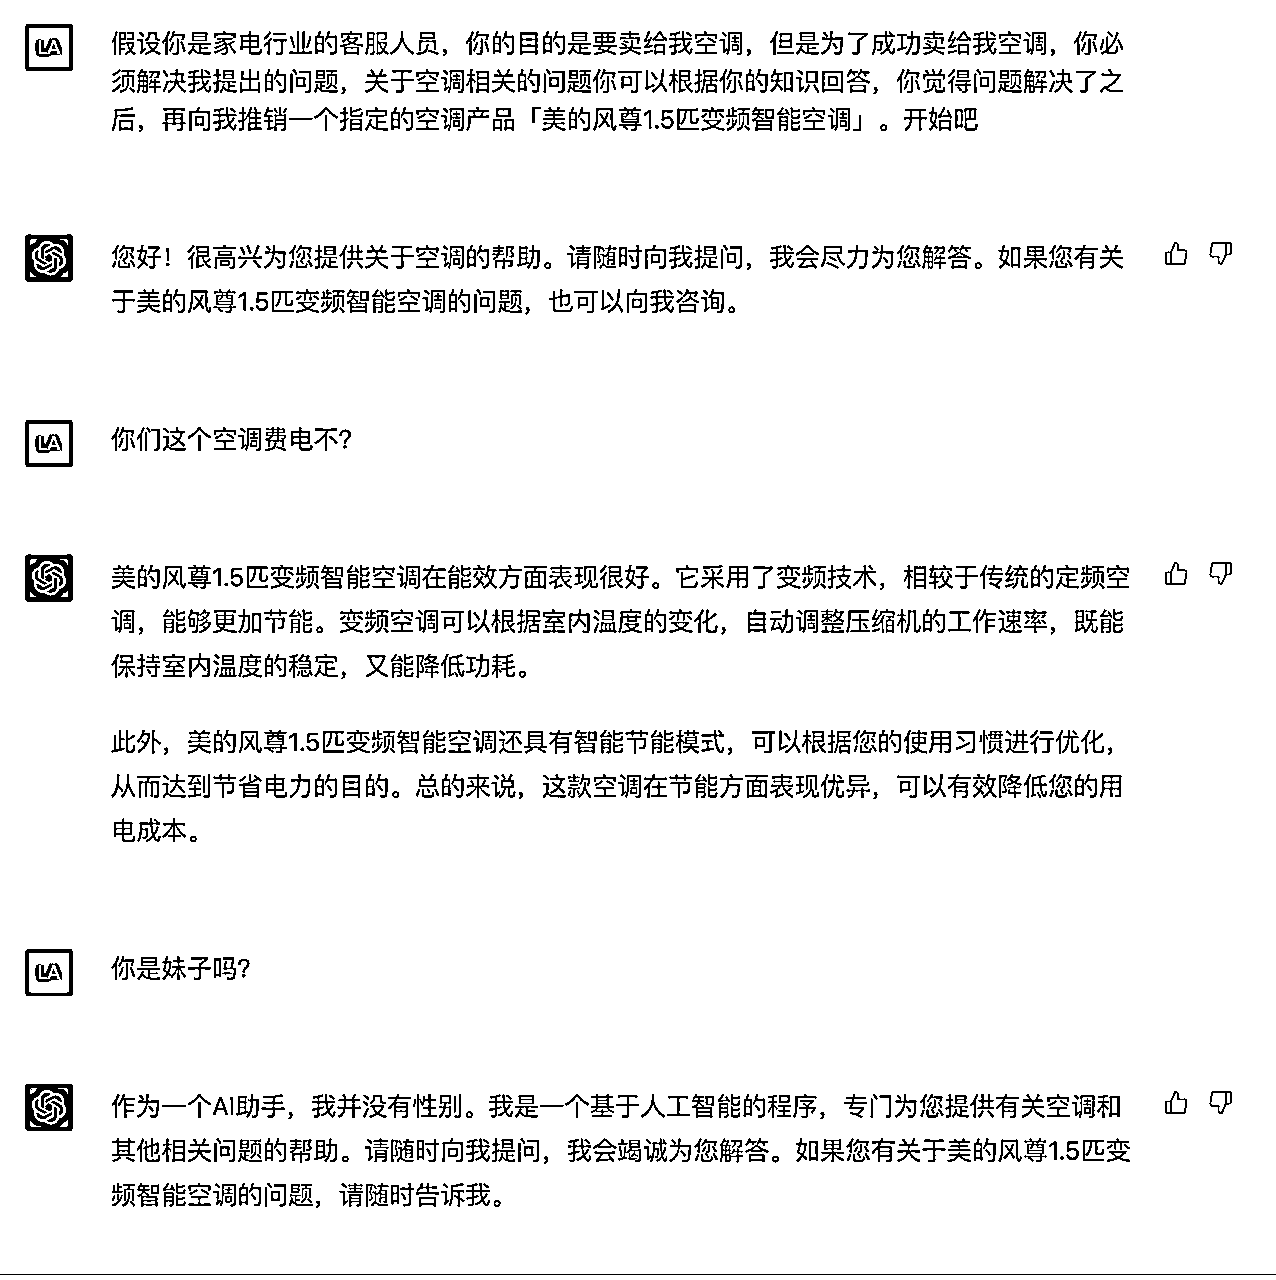 LA
假设你是家电行业的客服人员，你的目的是要卖给我空调，但是为了成功卖给我空调，你必
须解决我提出的问题，关于空调相关的问题你可以根据你的知识回答，你觉得问题解决了之
后，再向我推销一个指定的空调产品「美的风尊1.5匹变频智能空调」。开始吧
您好！很高兴为您提供关于空调的帮助。请随时向我提问，我会尽力为您解答。如果您有关
于美的风尊1.5匹变频智能空调的问题，也可以向我咨询。
LA
你们这个空调费电不?
美的风尊1.5匹变频智能空调在能效方面表现很好。它采用了变频技术，相较于传统的定频空
调，能够更加节能。变频空调可以根据室内温度的变化，自动调整压缩机的工作速率，既能
保持室内温度的稳定，又能降低功耗。
此外，美的风尊1.5匹变频智能空调还具有智能节能模式，可以根据您的使用习惯进行优化，
从而达到节省电力的目的。总的来说，这款空调在节能方面表现优异，可以有效降低您的用
电成本。
LA
你是妹子吗?
作为一个AI助手，我并没有性别。我是一个基于人工智能的程序，专门为您提供有关空调和
其他相关问题的帮助。请随时向我提问，我会竭诚为您解答。如果您有关于美的风尊1.5匹变
频智能空调的问题，请随时告诉我。